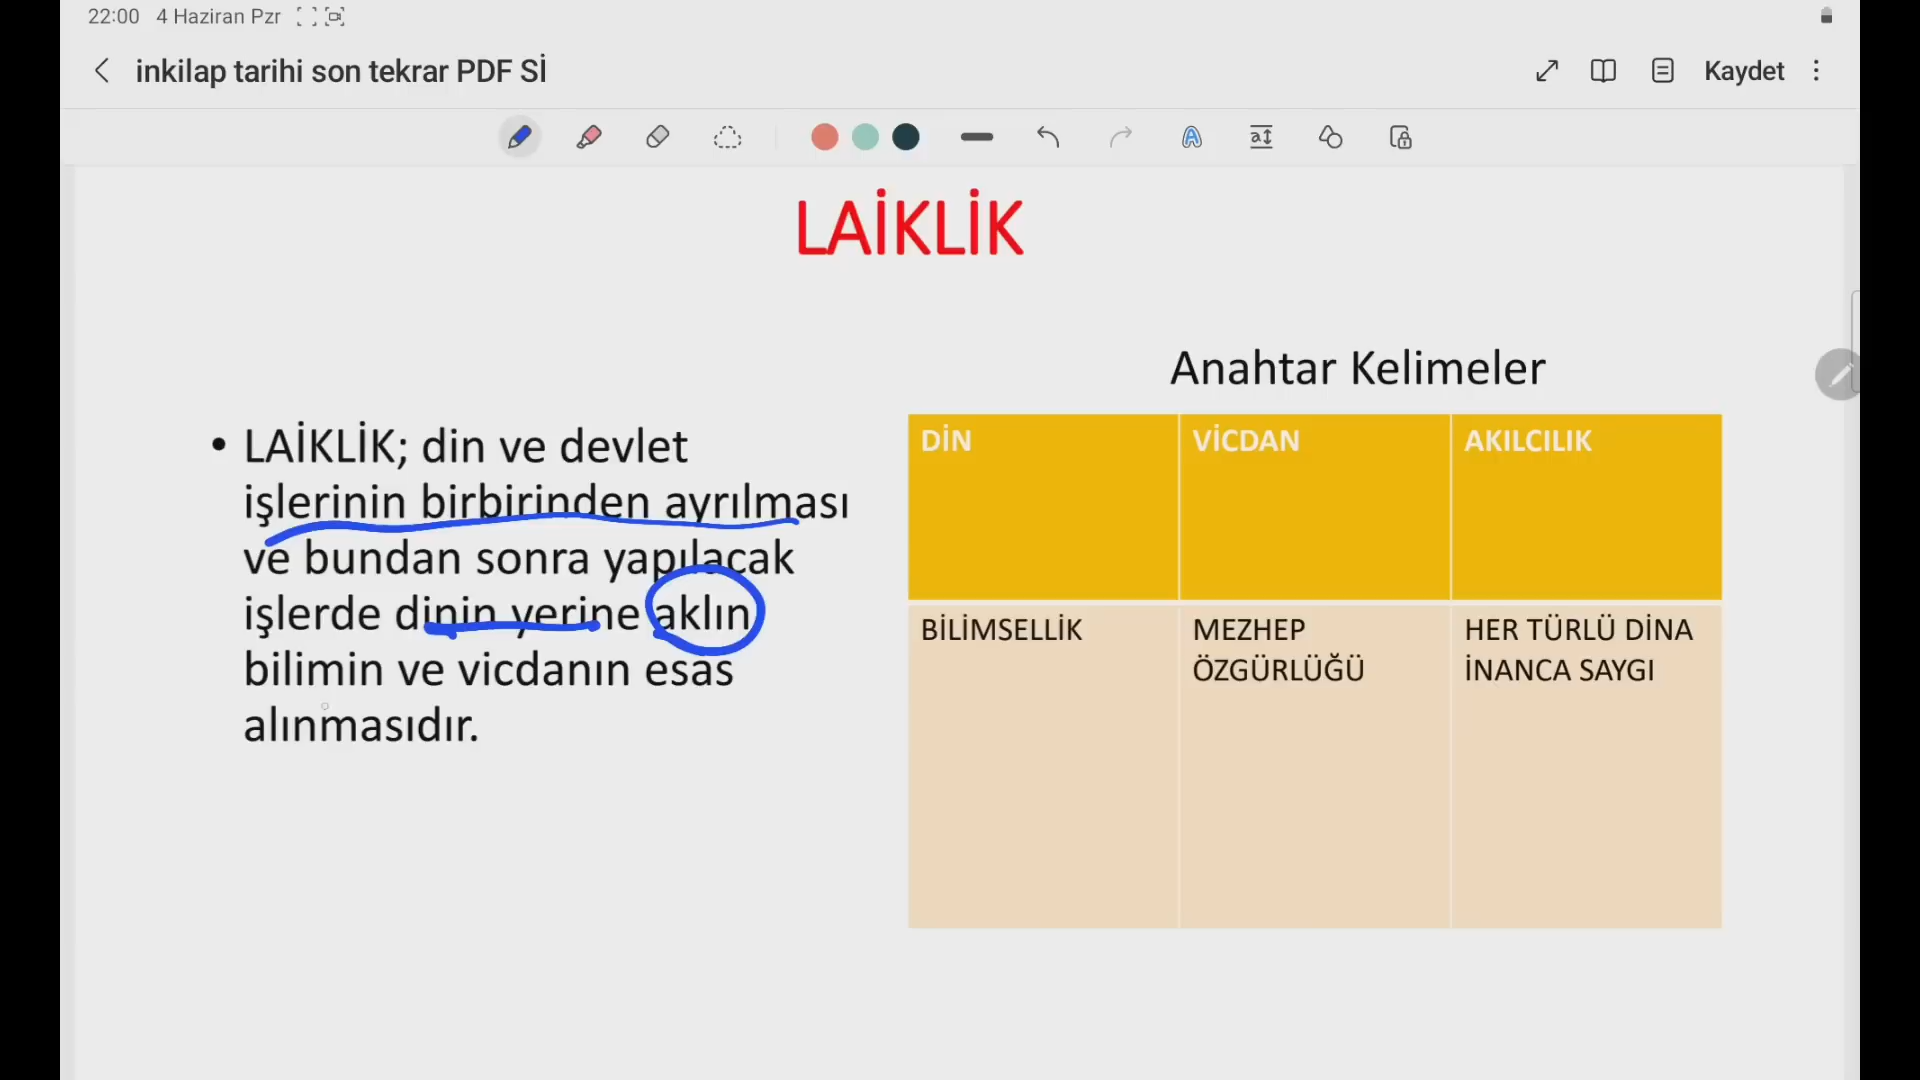 22:00 4 Haziran Pzr
inkilap tarihi son tekrar PDF Sİ
Kaydet
LAİKLİK
Anahtar Kelimeler
• LAİKLİK; din ve devlet
işlerinin birbirinden ayrılması
ve bundan sonra yapılacak
işlerde dinin yerine aklın
bilimin ve vicdanın esas
alınmasıdır.
DİN VİCDAN AKILCILIK
BİLİMSELLİK MEZHEP HER TÜRLÜ DİNA
ÖZGÜRLÜĞÜ İNANCA SAYGI